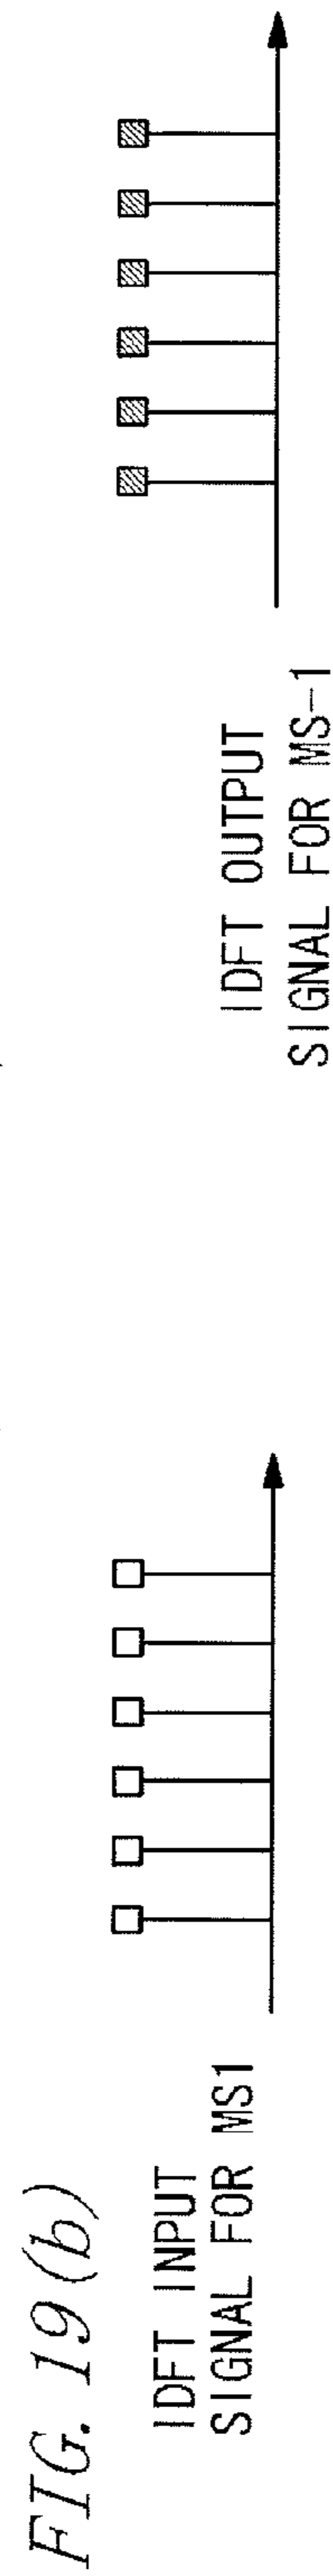 FIG. 19(b)
IDFT INPUT
SIGNAL FOR MS1
IDFT OUTPUT
SIGNAL FOR MS-1